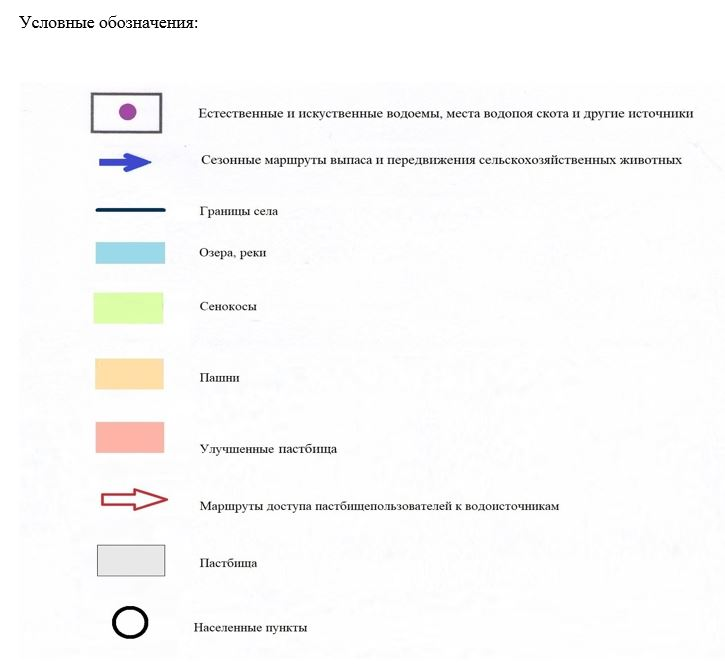 Условные обозначения:
Естественные и искуственные водоемы, места водопоя скота и другие источники
Сезонные маршруты выпаса и передвижения сельскохозяйственных животных
Границы села
Озера, реки
Сенокосы
Пашни
Улучшенные пастбища
Маршруты доступа пастбищепользователей к водоисточникам
Пастбища
Населенные пункты